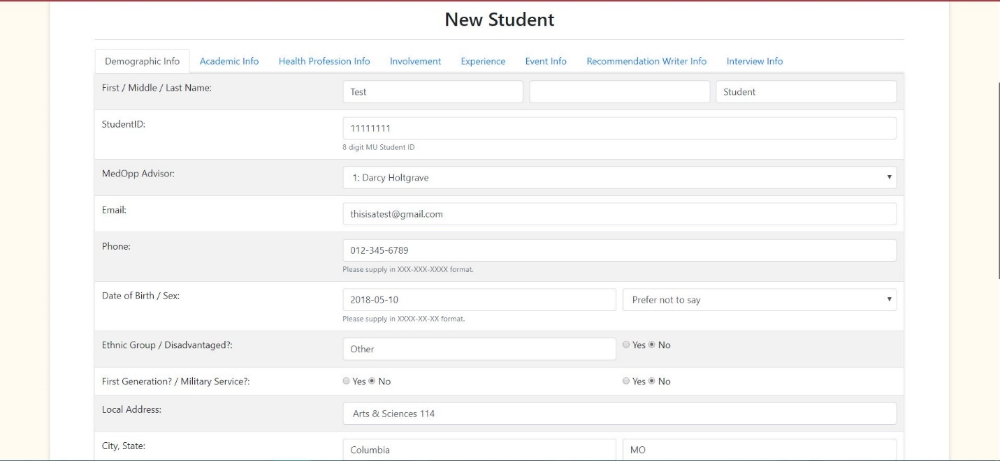 New Student
Demographic Info Academic Info Health Profession Info Involvement Experience Event Info Recommendation Writer Info Interview Info
First / Middle / Last Name: Test Student
StudentID: 11111111
8 digit MU Student ID
MedOpp Advisor: 1: Darcy Holtgrave
Email: thisisatest@gmail.com
Phone: 012-345-6789
Please supply in XXX-XXX-XXXX format.
Date of Birth / Sex: 2018-05-10 Prefer not to say
Please supply in XXXX-XX-XX format.
Ethnic Group / Disadvantaged?: Other Yes No
First Generation? / Military Service?: Yes No Yes No
Local Address: Arts & Sciences 114
City, State: Columbia MO